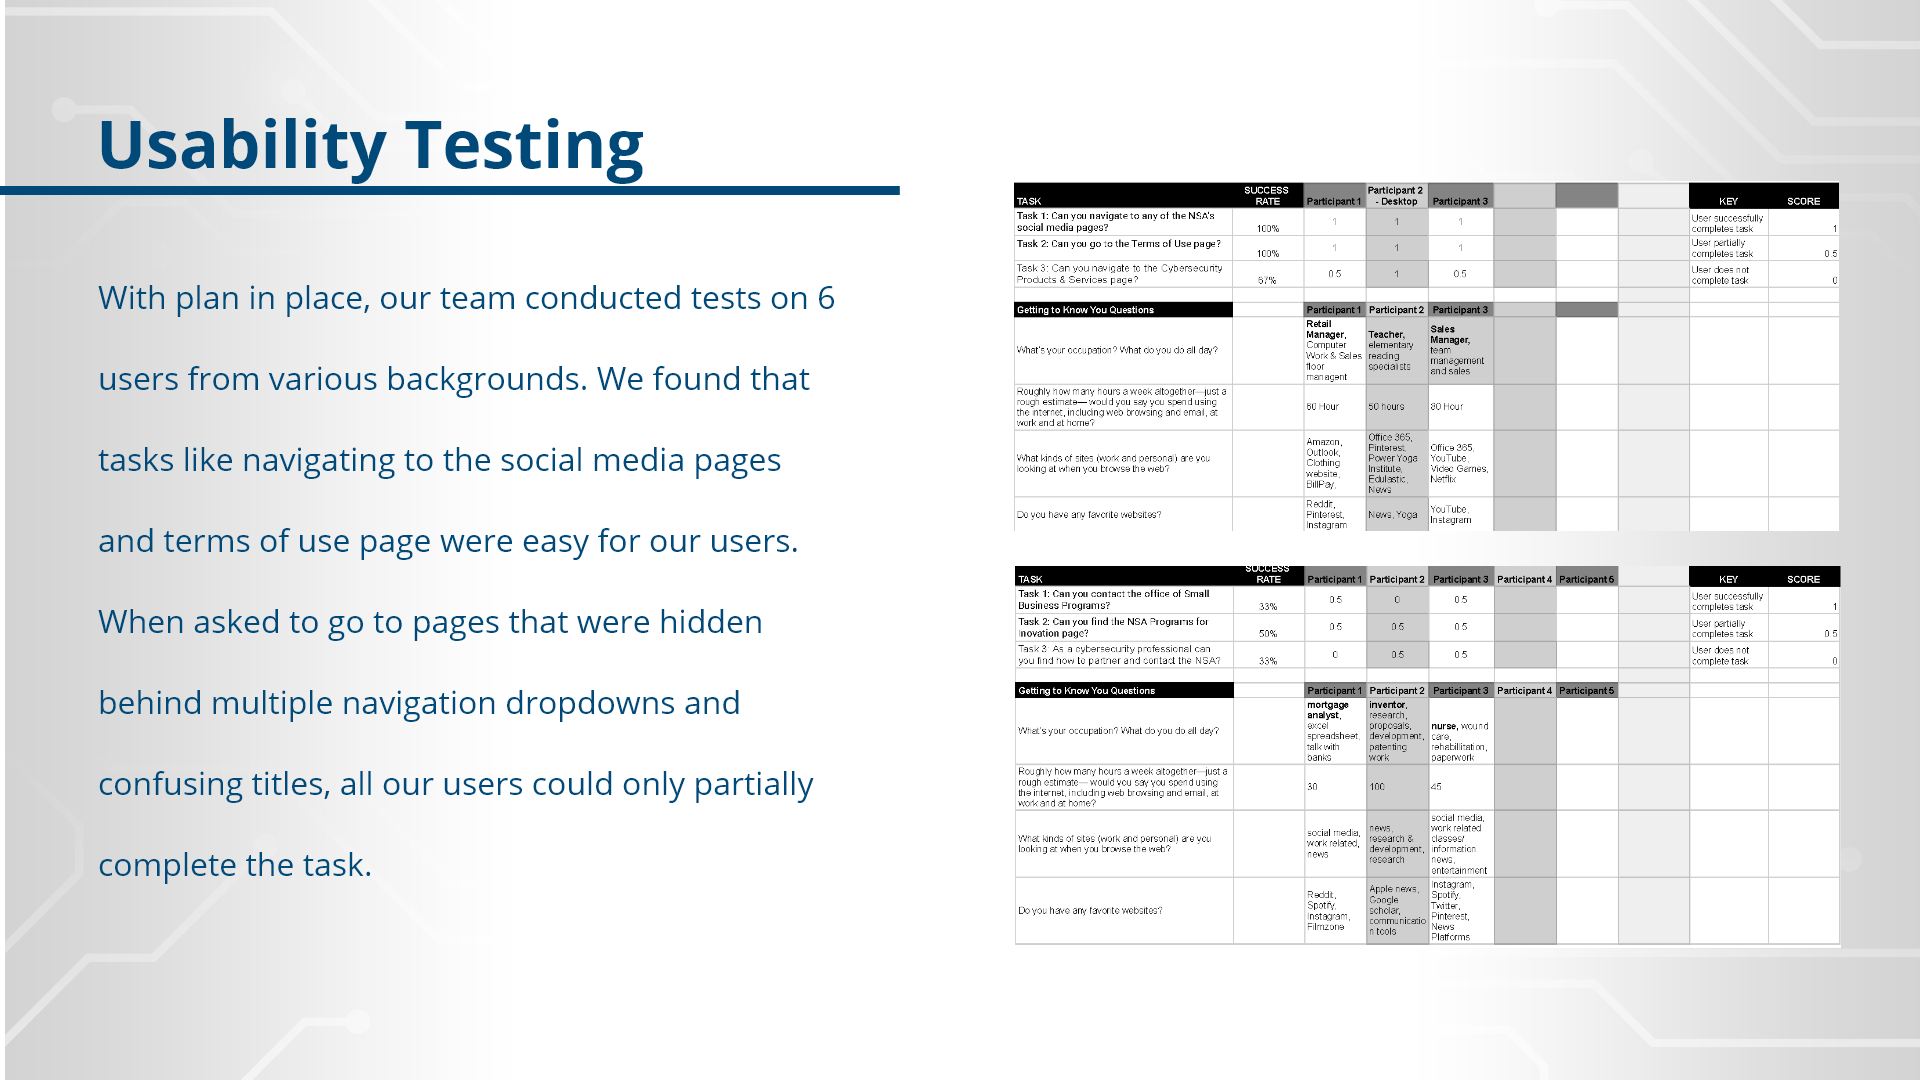 Usability Testing
With plan in place, our team conducted tests on 6
users from various backgrounds. We found that
tasks like navigating to the social media pages
and terms of use page were easy for our users.
When asked to go to pages that were hidden
behind multiple navigation dropdowns and
confusing titles, all our users could only partially
complete the task.
TASK SUCCESS RATE Participant 1 Participant 2 - Desktop Participant 3 KEY SCORE
Task 1: Can you navigate to any of the NSA's
social media pages? 100% 1 1 1 User successfully completes task 1
Task 2: Can you go to the Terms of Use page? 100% 1 1 1 User partially completes task 0.5
Task 3: Can you navigate to the Cybersecurity
Products & Services page? 67% 0.5 1 0.5 User does not complete task 0
Getting to Know You Questions Participant 1 Participant 2 Participant 3
What's your occupation? What do you do all day?
Retail Manager, Computer Work & Sales floor managent
Teacher, elementary reading specialists
Sales Manager, team management and sales
Roughly how many hours a week altogether—just a
rough estimate— would you say you spend using
the internet, including web browsing and email, at
work and at home?
60 Hour 50 hours 80 Hour
What kinds of sites (work and personal) are you
looking at when you browse the web?
Amazon, Outlook, Clothing website, BillPay,
Office 365, Pinterest, Power Yoga Institute, Edulastic, News
Office 365, YouTube, Video Games, Netflix
Do you have any favorite websites?
Reddit, Pinterest, Instagram
News, Yoga
YouTube, Instagram
TASK SUCCESS RATE Participant 1 Participant 2 Participant 3 Participant 4 Participant 5 KEY SCORE
Task 1: Can you contact the office of Small
Business Programs? 33% 0.5 0 0.5 User successfully completes task 1
Task 2: Can you find the NSA Programs for
Inovation page? 50% 0.5 0.5 0.5 User partially completes task 0.5
Task 3: As a cybersecurity professional can
you find how to partner and contact the NSA? 33% 0 0.5 0.5 User does not complete task 0
Getting to Know You Questions Participant 1 Participant 2 Participant 3 Participant 4 Participant 5
What's your occupation? What do you do all day?
mortgage analyst, excel spreadsheet, talk with banks
inventor, research, proposals, development, patenting work
nurse, wound care, rehabiliitation, paperwork
Roughly how many hours a week altogether—just a
rough estimate— would you say you spend using
the internet, including web browsing and email, at
work and at home?
30 100 45
What kinds of sites (work and personal) are you
looking at when you browse the web?
social media, work related, news
news, research & development, research
social media, work related classes/ information news, entertainment
Do you have any favorite websites?
Reddit, Spotify, Instagram, Filmzone
Apple news, Google scholar, communication tools
Instagram, Spotify, Twitter, Pinterest, News Platforms